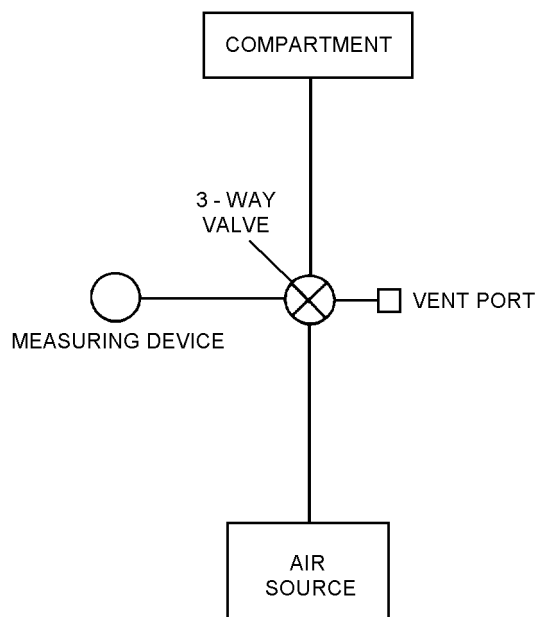 COMPARTMENT
3 - WAY
VALVE
VENT PORT
MEASURING DEVICE
AIR
SOURCE